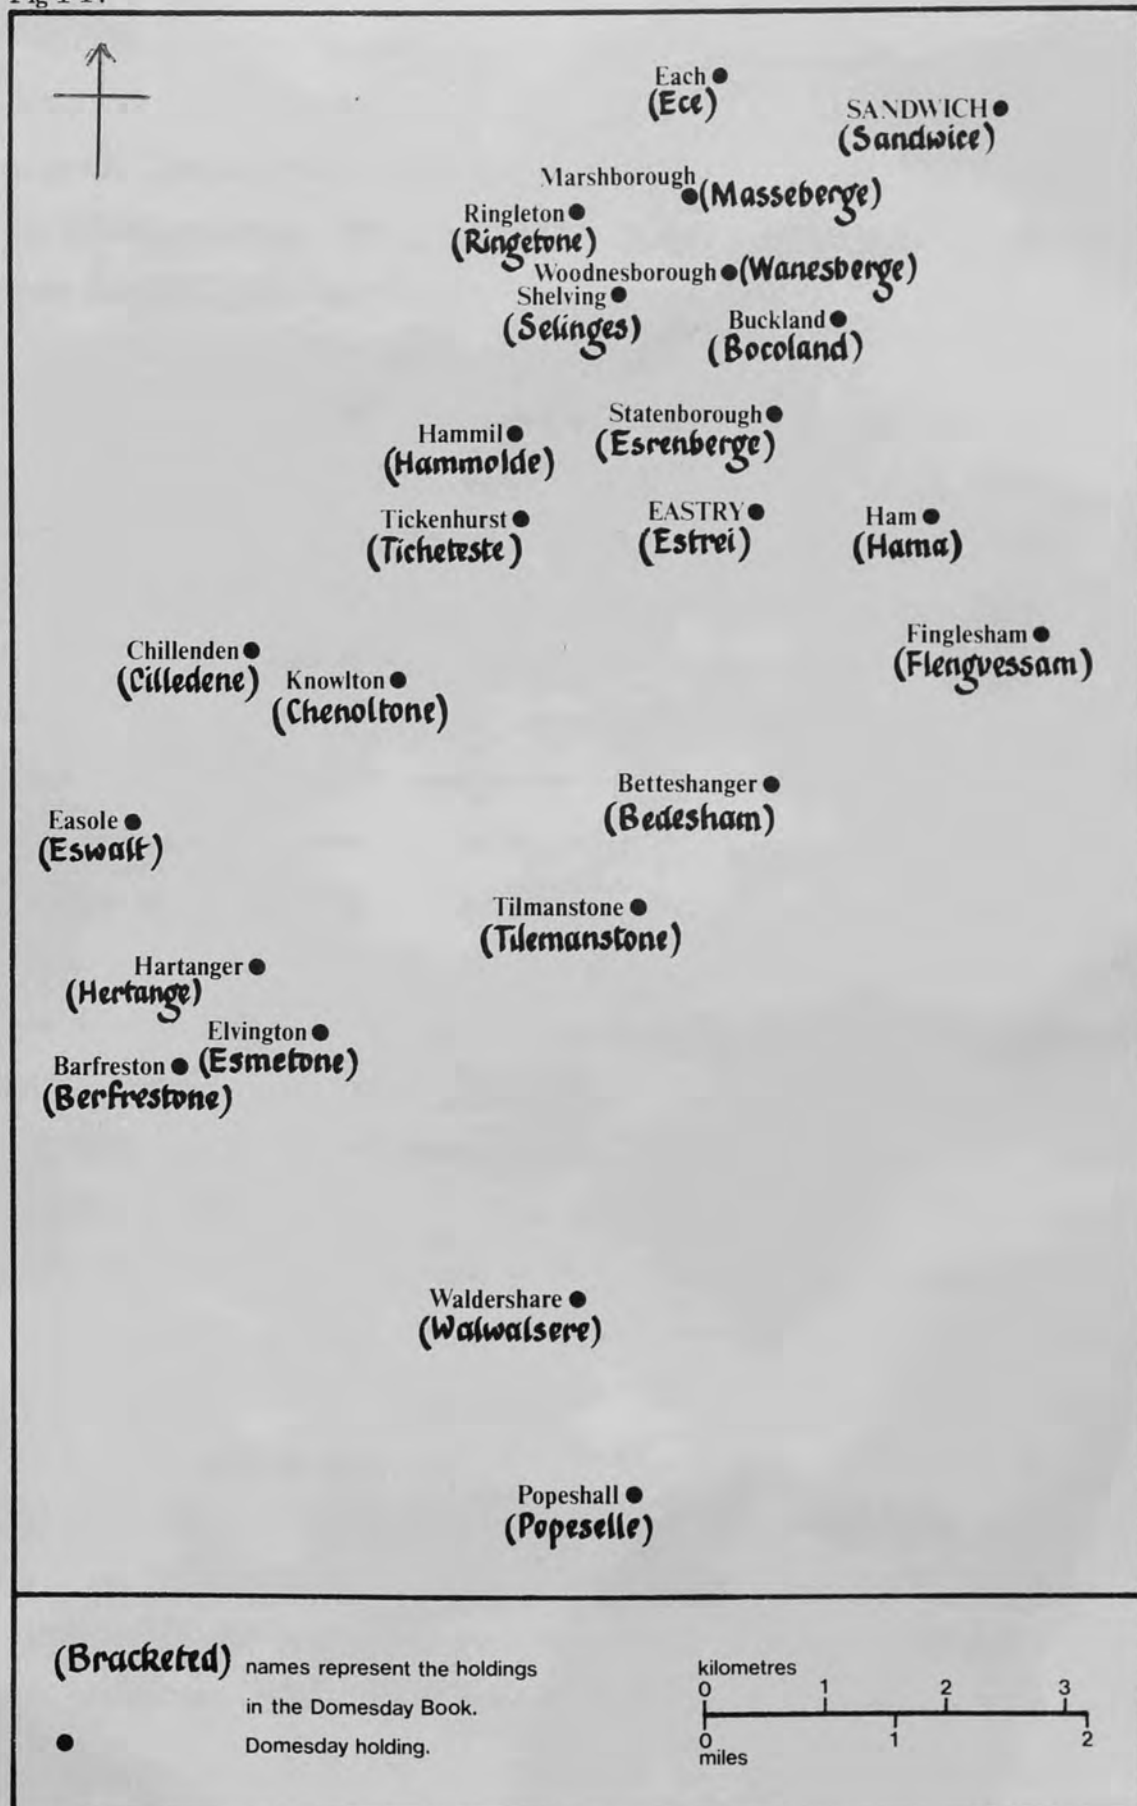 Each
(Ece)
SANDWICH
(Sandwice)
Marshborough
(Masseberge)
Ringleton
(Ringetone)
Woodnesborough (Wanesberge)
Shelving
(Selinges)
Buckland
(Bocoland)
Statenborough
(Esrenberge)
Hammil
(Hammolde)
Tickenhurst
(Ticheteste)
EASTRY
(Estrei)
Ham
(Hama)
Finglesham
(Flenguessam)
Chillenden
(Cilledene)
Knowlton
(Chenoltone)
Betteshanger
(Bedesham)
Easole
(Eswalt)
Tilmanstone
(Tilemanstone)
Hartanger
(Hertange)
Elvington
(Esmetone)
Barfreston
(Berfrestone)
Waldershare
(Walwalsere)
Popeshall
(Popeselle)
(Bracketed) names represent the holdings
in the Domesday Book.
Domesday holding.
kilometres
0 1 2 3
0 1 2
miles